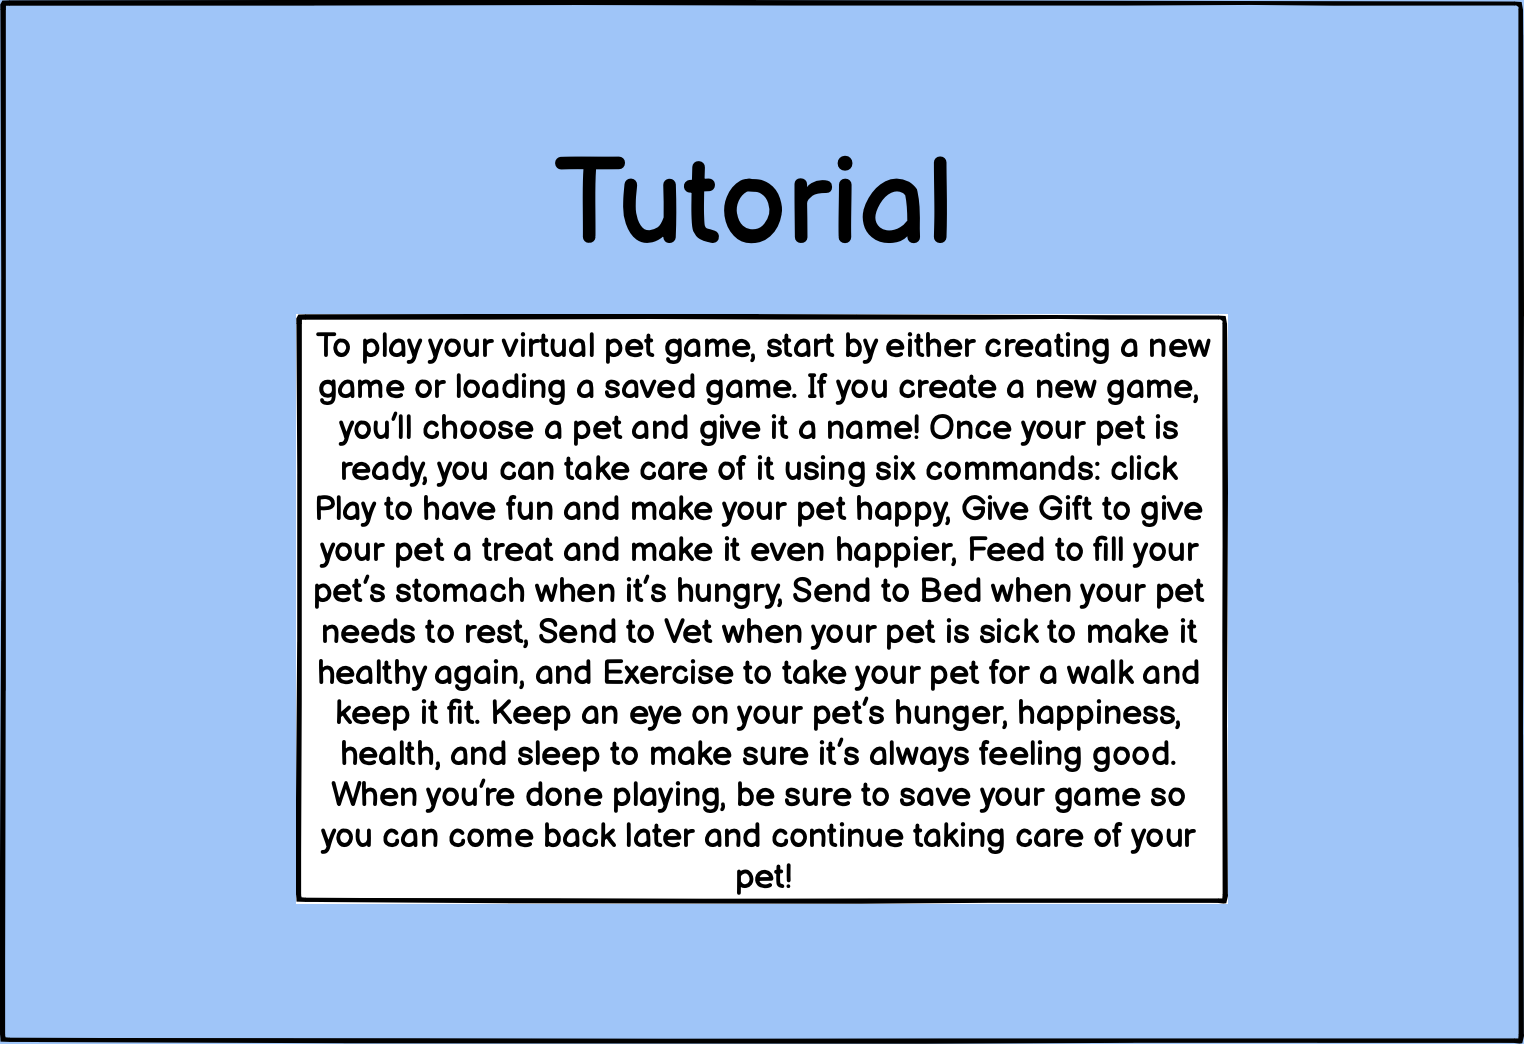 Tutorial
To play your virtual pet game, start by either creating a new
game or loading a saved game. If you create a new game,
you'll choose a pet and give it a name! Once your pet is
ready, you can take care of it using six commands: click
Play to have fun and make your pet happy, Give Gift to give
your pet a treat and make it even happier, Feed to fill your
pet's stomach when it's hungry, Send to Bed when your pet
needs to rest, Send to Vet when your pet is sick to make it
healthy again, and Exercise to take your pet for a walk and
keep it fit. Keep an eye on your pet's hunger, happiness,
health, and sleep to make sure it's always feeling good.
When you're done playing, be sure to save your game so
you can come back later and continue taking care of your
pet!